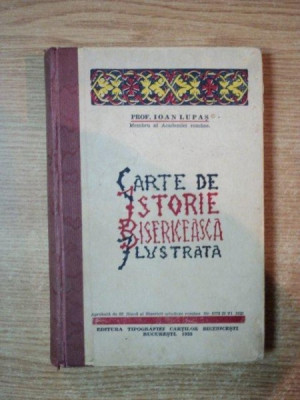 PROF. IOAN LUPAȘ
Membru al Academiei române.
CARTE DE
ISTORIE
BISERICEASCĂ
ILUSTRATĂ
EDITURA TIPOGRAFIEI CĂRȚILOR BISERICEȘTI
BUCUREȘTI,